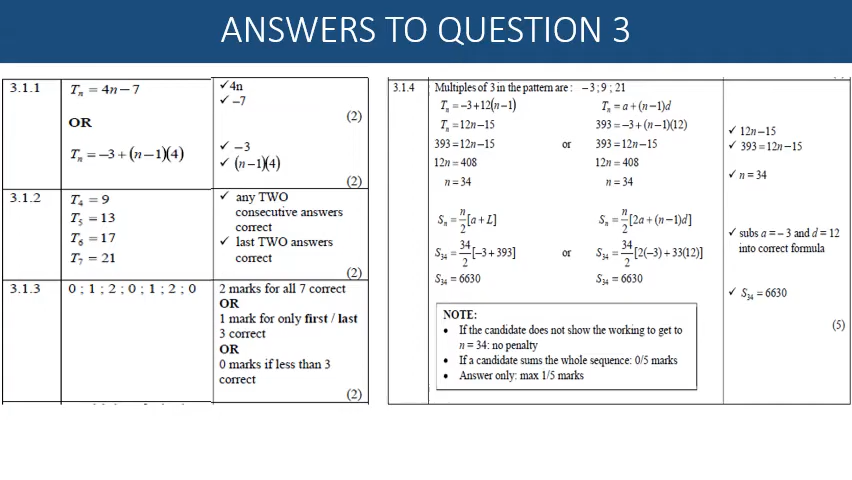 ANSWERS TO QUESTION 3
3.1.1
Tn = 4n − 7
✓4n
✓ −7
(2)
OR
Tn = −3 + (n − 1)(4)
✓ −3
✓ (n − 1)(4)
(2)
3.1.2
T4 = 9
T5 = 13
T6 = 17
T7 = 21
✓ any TWO
consecutive answers
correct
✓ last TWO answers
correct
(2)
3.1.3
0 ; 1 ; 2 ; 0 ; 1 ; 2 ; 0
2 marks for all 7 correct
OR
1 mark for only first / last
3 correct
OR
0 marks if less than 3
correct
(2)
3.1.4
Multiples of 3 in the pattern are : −3 ; 9 ; 21
Tn = −3 + 12(n − 1) Tn = a + (n − 1)d
Tn = 12n − 15 393 = −3 + (n − 1)(12)
393 = 12n − 15 or 393 = 12n − 15
12n = 408 12n = 408
n = 34 n = 34
✓ 12n − 15
✓ 393 = 12n − 15
✓ n = 34
Sn = n/2 [a + L] Sn = n/2 [2a + (n − 1)d]
S34 = 34/2 [−3 + 393] or S34 = 34/2 [2(−3) + 33(12)]
S34 = 6630 S34 = 6630
✓ subs a = − 3 and d = 12
into correct formula
✓ S34 = 6630
(5)
NOTE:
• If the candidate does not show the working to get to
n = 34: no penalty
• If a candidate sums the whole sequence: 0/5 marks
• Answer only: max 1/5 marks